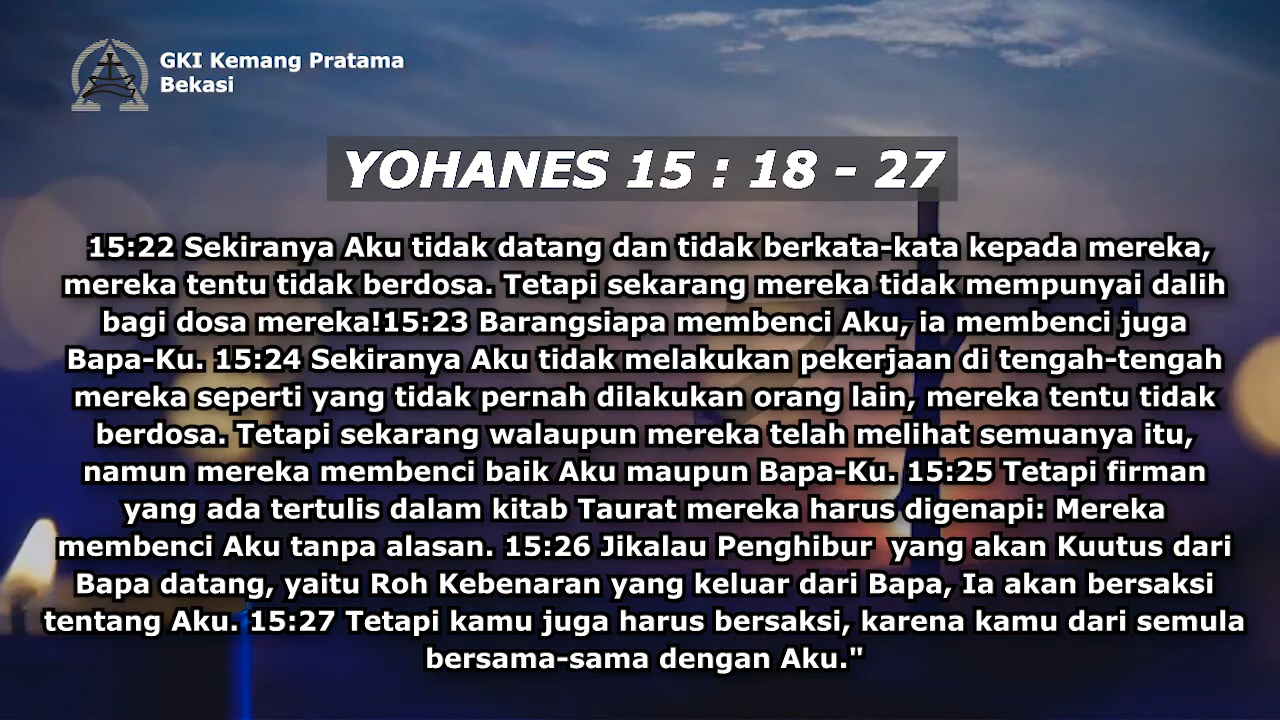 GKI Kemang Pratama
Bekasi
YOHANES 15 : 18 - 27
15:22 Sekiranya Aku tidak datang dan tidak berkata-kata kepada mereka,
mereka tentu tidak berdosa. Tetapi sekarang mereka tidak mempunyai dalih
bagi dosa mereka!15:23 Barangsiapa membenci Aku, ia membenci juga
Bapa-Ku. 15:24 Sekiranya Aku tidak melakukan pekerjaan di tengah-tengah
mereka seperti yang tidak pernah dilakukan orang lain, mereka tentu tidak
berdosa. Tetapi sekarang walaupun mereka telah melihat semuanya itu,
namun mereka membenci baik Aku maupun Bapa-Ku. 15:25 Tetapi firman
yang ada tertulis dalam kitab Taurat mereka harus digenapi: Mereka
membenci Aku tanpa alasan. 15:26 Jikalau Penghibur  yang akan Kuutus dari
Bapa datang, yaitu Roh Kebenaran yang keluar dari Bapa, Ia akan bersaksi
tentang Aku. 15:27 Tetapi kamu juga harus bersaksi, karena kamu dari semula
bersama-sama dengan Aku."